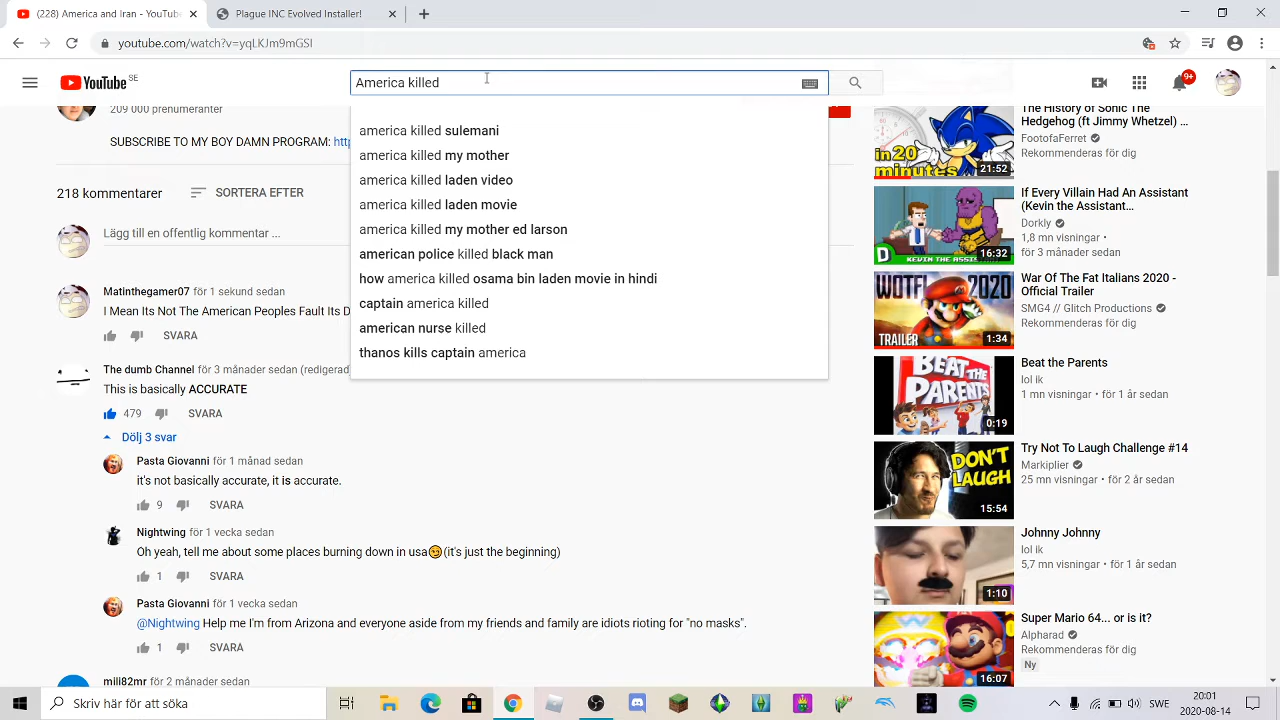 (228) America and Iran - YouTub
Plague INC Evolved Installer!
youtube.com/watch?v=yqLKJm9mGSI
YouTube SE
America killed
9+
america killed sulemani
america killed my mother
america killed laden video
america killed laden movie
america killed my mother ed larson
american police killed black man
how america killed osama bin laden movie in hindi
captain america killed
american nurse killed
thanos kills captain america
209 000 prenumeranter
SUBSCRIBE TO MY BOY DAMN PROGRAM:
218 kommentarer
SORTERA EFTER
Lägg till en offentlig kommentar ...
Matinthegamer07
I Mean Its Not The American Peoples Fault Its
SVARA
The dumb Channel för 3 månader sedan (redigerad
This is basically ACCURATE
479 SVARA
Dölj 3 svar
Pasta Giovanni för 1 månad sedan
it's not basically accurate, it is accurate.
9 SVARA
Nightwing för 1 vecka sedan
Oh yeah, tell me about some places burning down in usa😏(it's just the beginning)
1 SVARA
Pasta Giovanni för 1 vecka sedan
@Nightwing Help me I'm from Arizona and everyone aside from my friends and family are idiots rioting for "no masks".
1 SVARA
mili82mr för 2 månader sedan
in 20
minutes
21:52
The History of Sonic The
Hedgehog (ft Jimmy Whetzel) ...
FootofaFerret
Rekommenderas för dig
16:32
If Every Villain Had An Assistant
(Kevin the Assistant...
Dorkly
1,8 mn visningar •
för 3 månader sedan
WOTFI 2020
TRAILER
1:34
War Of The Fat Italians 2020 -
Official Trailer
SMG4 // Glitch Productions
Rekommenderas för dig
BEAT THE
PARENTS
0:19
Beat the Parents
lol ik
1 mn visningar • för 1 år sedan
DON'T
LAUGH
15:54
Try Not To Laugh Challenge #14
Markiplier
25 mn visningar • för 2 år sedan
1:10
Johnny Johnny
lol ik
5,7 mn visningar • för 1 år sedan
16:07
Super Mario 64... or is it?
Alpharad
Rekommenderas för dig
Ny
Skriv här för att söka
SWE
20:01
2020-08-14